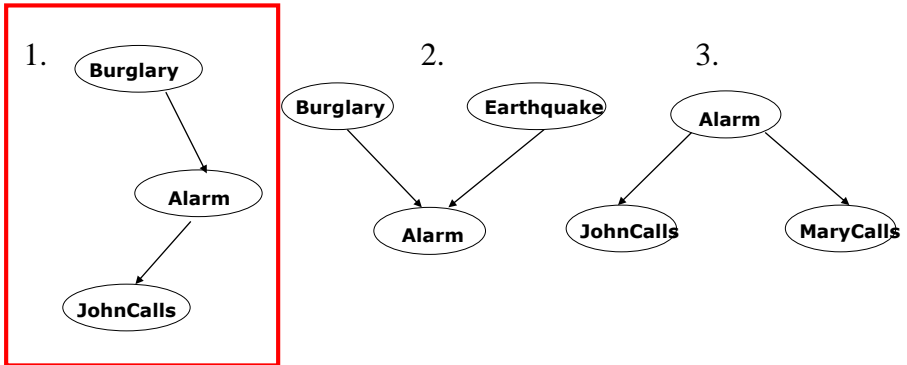 1.
Burglary
Alarm
JohnCalls
2.
Burglary
Earthquake
Alarm
3.
Alarm
JohnCalls
MaryCalls